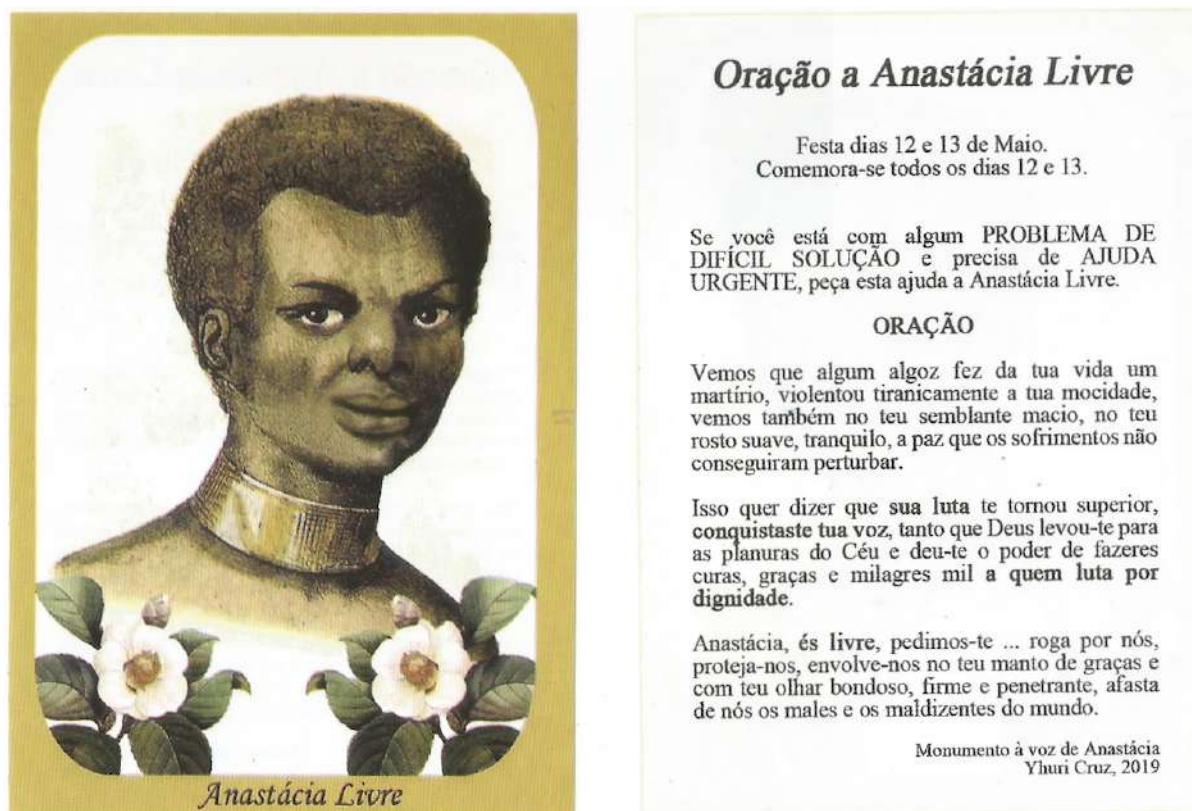 Anastácia Livre
Oração a Anastácia Livre
Festa dias 12 e 13 de Maio.
Comemora-se todos os dias 12 e 13.
Se você está com algum PROBLEMA DE
DIFÍCIL SOLUÇÃO e precisa de AJUDA
URGENTE, peça esta ajuda a Anastácia Livre.
ORAÇÃO
Vemos que algum algoz fez da tua vida um
martírio, violentou tiranicamente a tua mocidade,
vemos também no teu semblante macio, no teu
rosto suave, tranquilo, a paz que os sofrimentos não
conseguiram perturbar.
Isso quer dizer que sua luta te tornou superior,
conquistaste tua voz, tanto que Deus levou-te para
as planuras do Céu e deu-te o poder de fazeres
curas, graças e milagres mil a quem luta por
dignidade.
Anastácia, és livre, pedimos-te ... roga por nós,
proteja-nos, envolve-nos no teu manto de graças e
com teu olhar bondoso, firme e penetrante, afasta
de nós os males e os maldizentes do mundo.
Monumento à voz de Anastácia
Yhuri Cruz, 2019